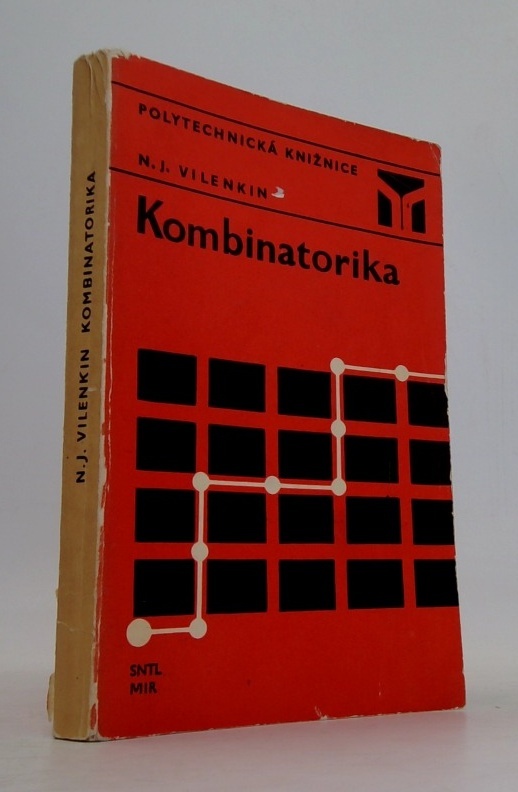 POLYTECHNICKÁ KNIŽNICE
N. J. VILENKIN
Kombinatorika
SNTL
MIR
N. J. VILENKIN KOMBINATORIKA